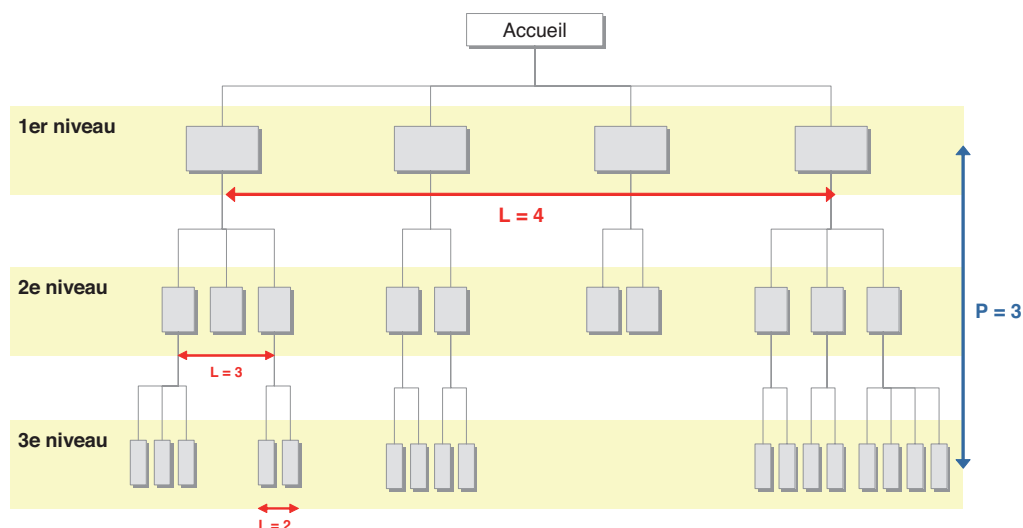 Accueil
1er niveau
L = 4
2e niveau
P = 3
L = 3
3e niveau
L = 2